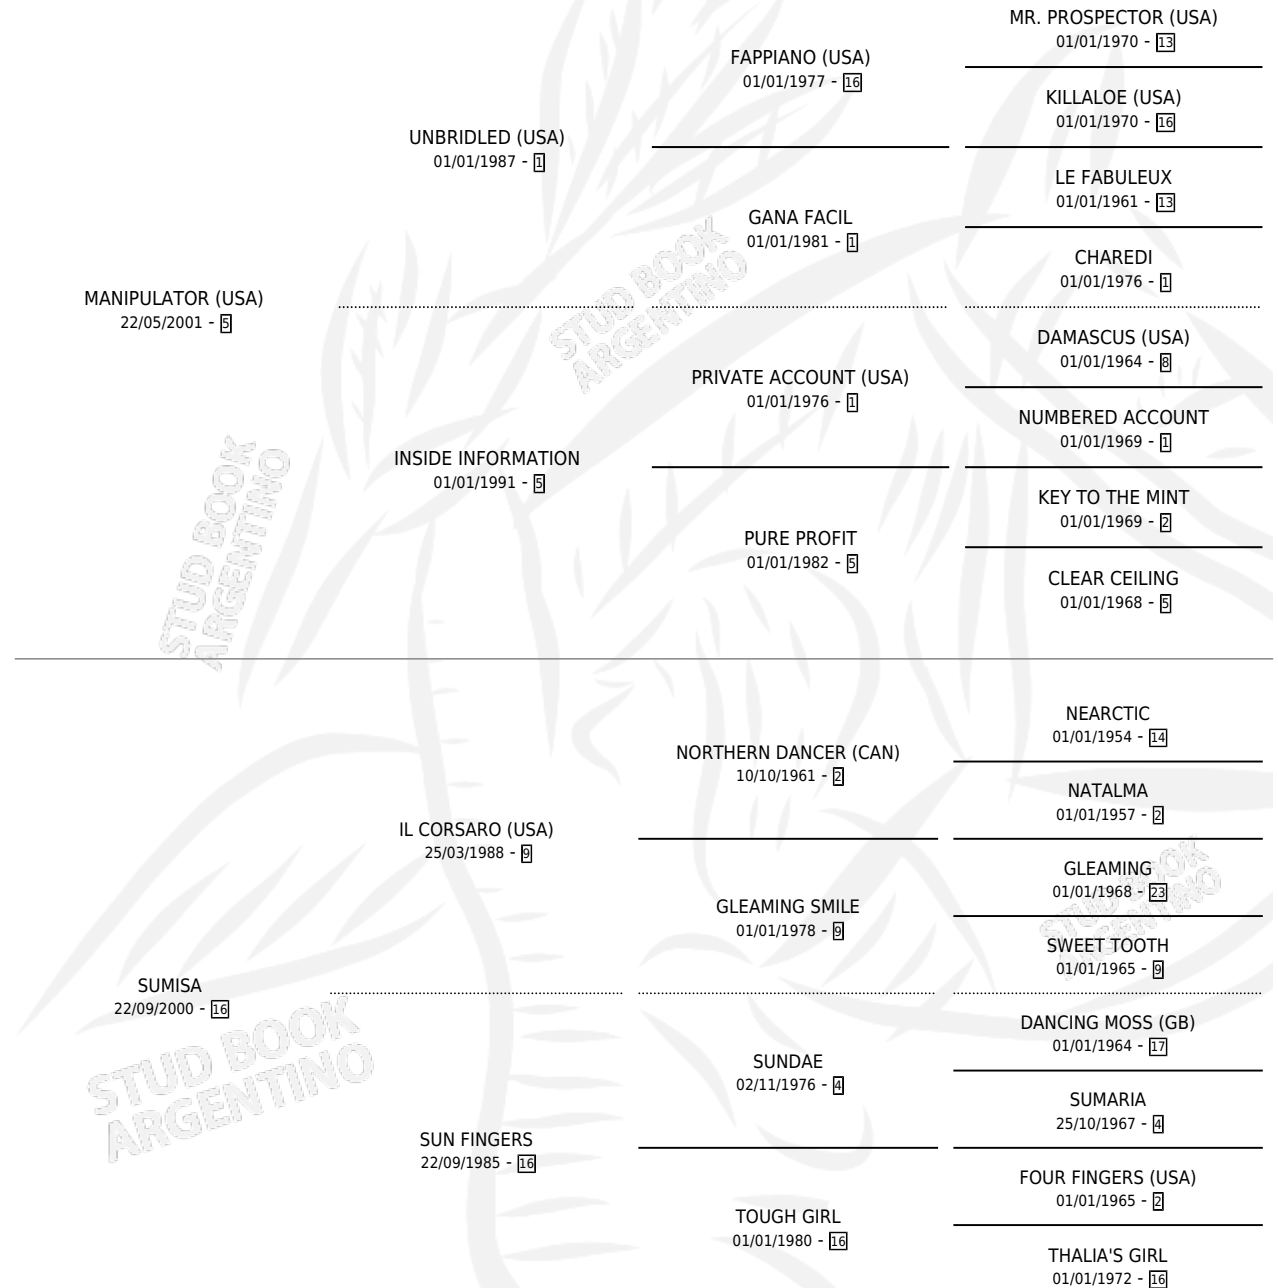 MR. PROSPECTOR (USA)
01/01/1970 - 13
FAPPIANO (USA)
01/01/1977 - 16
KILLALOE (USA)
01/01/1970 - 16
UNBRIDLED (USA)
01/01/1987 - 1
LE FABULEUX
01/01/1961 - 13
GANA FACIL
01/01/1981 - 1
CHAREDI
01/01/1976 - 1
MANIPULATOR (USA)
22/05/2001 - 5
STUD BOOK
ARGENTINO
DAMASCUS (USA)
01/01/1964 - 8
PRIVATE ACCOUNT (USA)
01/01/1976 - 1
NUMBERED ACCOUNT
01/01/1969 - 1
INSIDE INFORMATION
01/01/1991 - 5
KEY TO THE MINT
01/01/1969 - 2
PURE PROFIT
01/01/1982 - 5
CLEAR CEILING
01/01/1968 - 5
STUD BOOK
ARGENTINO
NEARCTIC
01/01/1954 - 14
NORTHERN DANCER (CAN)
10/10/1961 - 2
NATALMA
01/01/1957 - 2
IL CORSARO (USA)
25/03/1988 - 9
GLEAMING
01/01/1968 - 23
GLEAMING SMILE
01/01/1978 - 9
SWEET TOOTH
01/01/1965 - 9
STUD BOOK
ARGENTINO
SUMISA
22/09/2000 - 16
DANCING MOSS (GB)
01/01/1964 - 17
SUNDAE
02/11/1976 - 4
SUMARIA
25/10/1967 - 4
STUD BOOK
ARGENTINO
SUN FINGERS
22/09/1985 - 16
FOUR FINGERS (USA)
01/01/1965 - 2
TOUGH GIRL
01/01/1980 - 16
THALIA'S GIRL
01/01/1972 - 16